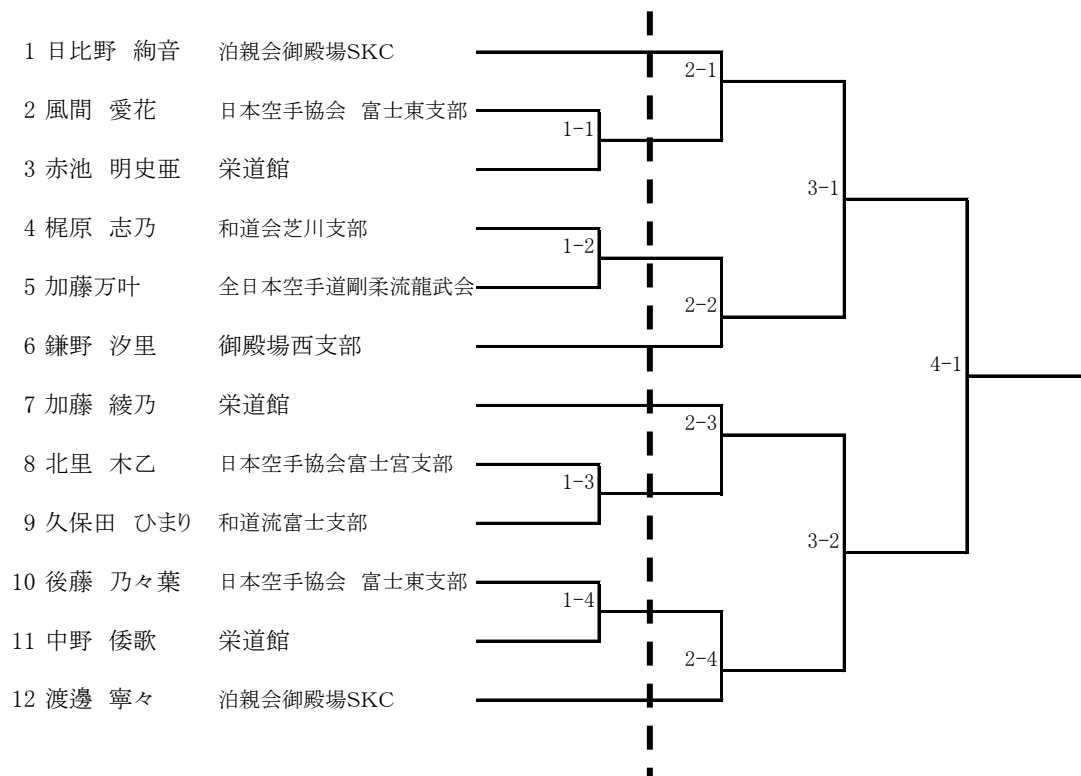 1 日比野 絢音 泊親会御殿場SKC
2-1
2 風間 愛花 日本空手協会 富士東支部
1-1
3 赤池 明史亜 栄道館
3-1
4 梶原 志乃 和道会芝川支部
1-2
5 加藤万叶 全日本空手道剛柔流龍武会
2-2
6 鎌野 汐里 御殿場西支部
4-1
7 加藤 綾乃 栄道館
2-3
8 北里 木乙 日本空手協会富士宮支部
1-3
9 久保田 ひまり 和道流富士支部
3-2
10 後藤 乃々葉 日本空手協会 富士東支部
1-4
11 中野 倭歌 栄道館
2-4
12 渡邊 寧々 泊親会御殿場SKC